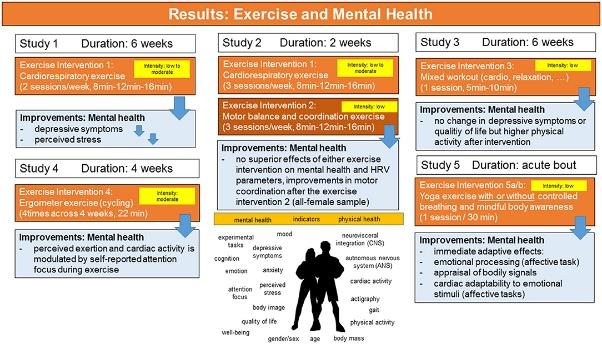 Results: Exercise and Mental Health
Study 1 Duration: 6 weeks
Exercise Intervention 1:
Cardiorespiratory exercise
(2 sessions/week, 8min-12min-16min)
Intensity: low to
moderate
Improvements: Mental health
- depressive symptoms
- perceived stress
Study 4 Duration: 4 weeks
Exercise Intervention 4:
Ergometer exercise (cycling)
(4times across 4 weeks, 22 min)
Intensity:
moderate
Improvements: Mental health
- perceived exertion and cardiac activity is
modulated by self-reported attention
focus during exercise
Study 2 Duration: 2 weeks
Exercise Intervention 1:
Cardiorespiratory exercise
(3 sessions/week, 8min-12min-16min)
Intensity: low to
moderate
Exercise Intervention 2:
Motor balance and coordination exercise
(3 sessions/week, 8min-12min-16min)
Intensity: low
Improvements: Mental health
- no superior effects of either exercise
intervention on mental health and HRV
parameters, improvements in motor
coordination after the exercise
intervention 2 (all-female sample)
mental health indicators physical health
experimental
tasks
mood
neurovisceral
integration (CNS)
cognition
depressive
symptoms
emotion
anxiety
autonomic nervous
system (ANS)
attention
focus
perceived
stress
cardiac activity
body image
actigraphy
gait
quality of life
physical activity
well-being
gender/sex age body mass
Study 3 Duration: 6 weeks
Exercise Intervention 3:
Mixed workout (cardio, relaxation, …)
(1 session, 5min-10min)
Intensity: low
Improvements: Mental health
- no change in depressive symptoms or
quality of life but higher physical
activity after intervention
Study 5 Duration: acute bout
Exercise Intervention 5a/b:
Yoga exercise with or without controlled
breathing and mindful body awareness
(1 session/ 30 min)
Intensity: low
Improvements: Mental health
- immediate adaptive effects:
- emotional processing (affective task)
- appraisal of bodily signals
- cardiac adaptability to emotional
stimuli (affective tasks)